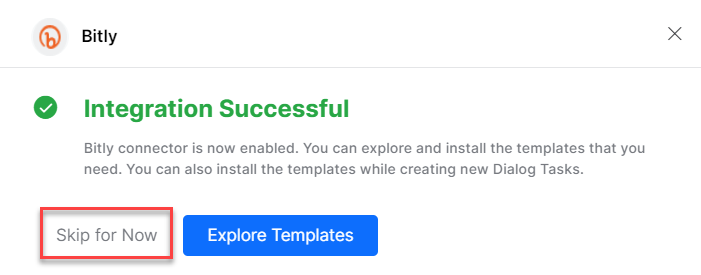 Bitly
Integration Successful
Bitly connector is now enabled. You can explore and install the templates that you
need. You can also install the templates while creating new Dialog Tasks.
Skip for Now
Explore Templates